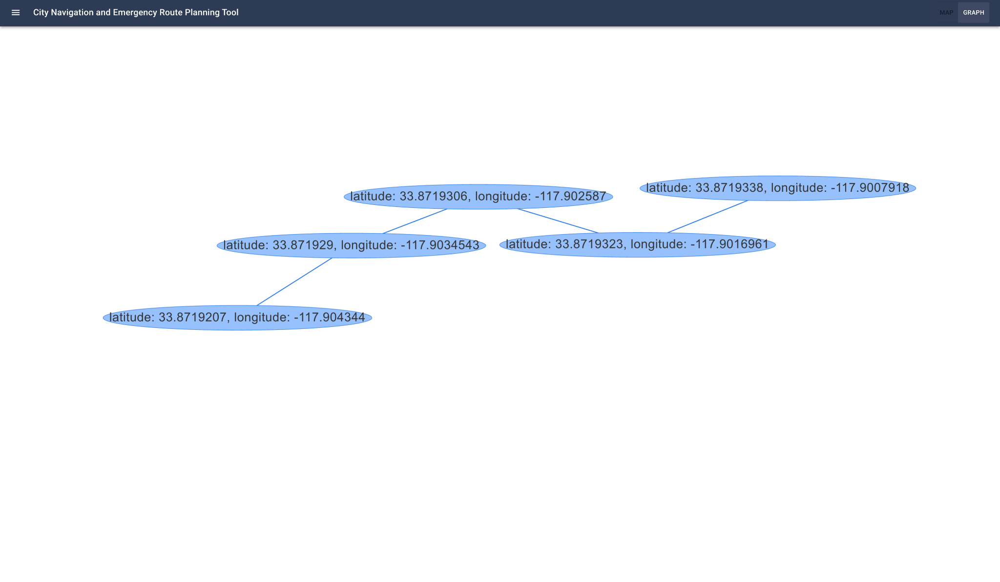 City Navigation and Emergency Route Planning Tool
MAP
GRAPH
latitude: 33.8719338, longitude: -117.9007918
latitude: 33.8719306, longitude: -117.902587
latitude: 33.871929, longitude: -117.9034543
latitude: 33.8719323, longitude: -117.9016961
latitude: 33.8719207, longitude: -117.904344